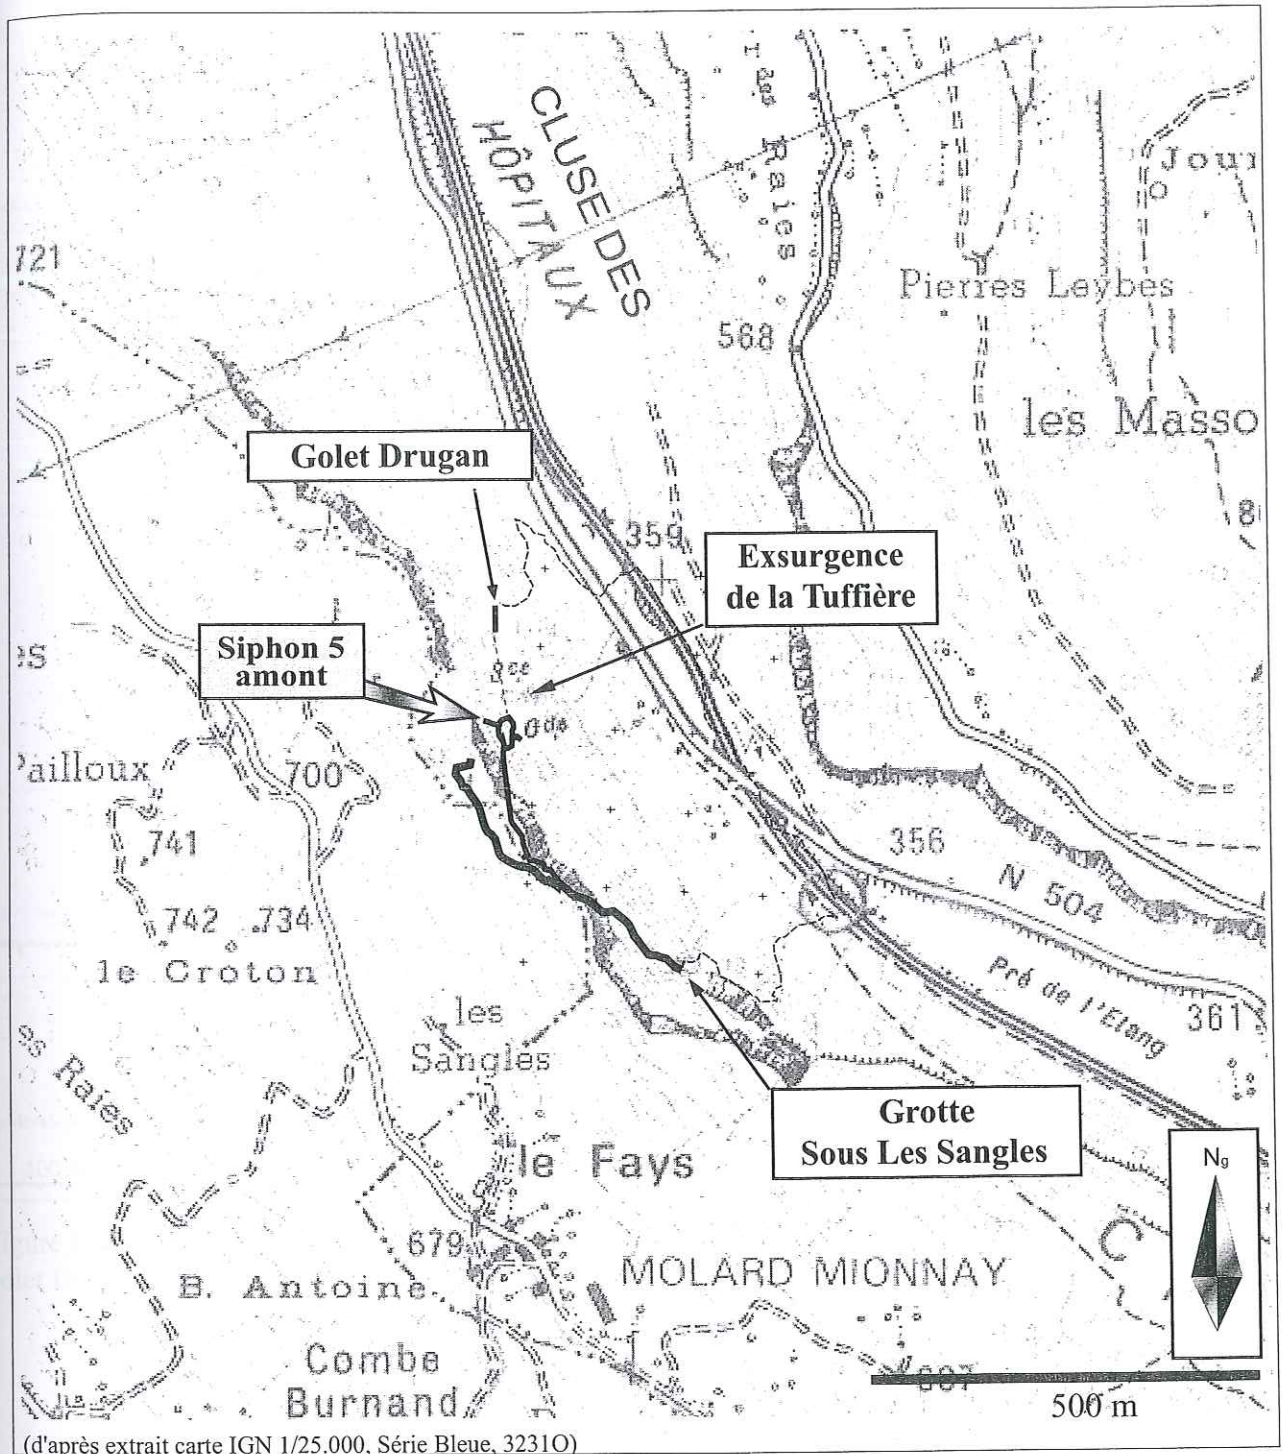 CLUSE DES
HÔPITAUX
Raies
721
568
Pierres Leybes
les Masso
Golet Drugan
359
Exsurgence
de la Tuffière
Siphon 5
amont
Gde
700
741
742
734
le Croton
356
N 504
Pré de l'Etang
361
les
Sangles
Raies
Grotte
Sous Les Sangles
le Fays
Ng
C
679
MOLARD MIONNAY
B. Antoine
Combe
Burnand
500 m
(d'après extrait carte IGN 1/25.000, Série Bleue, 3231O)